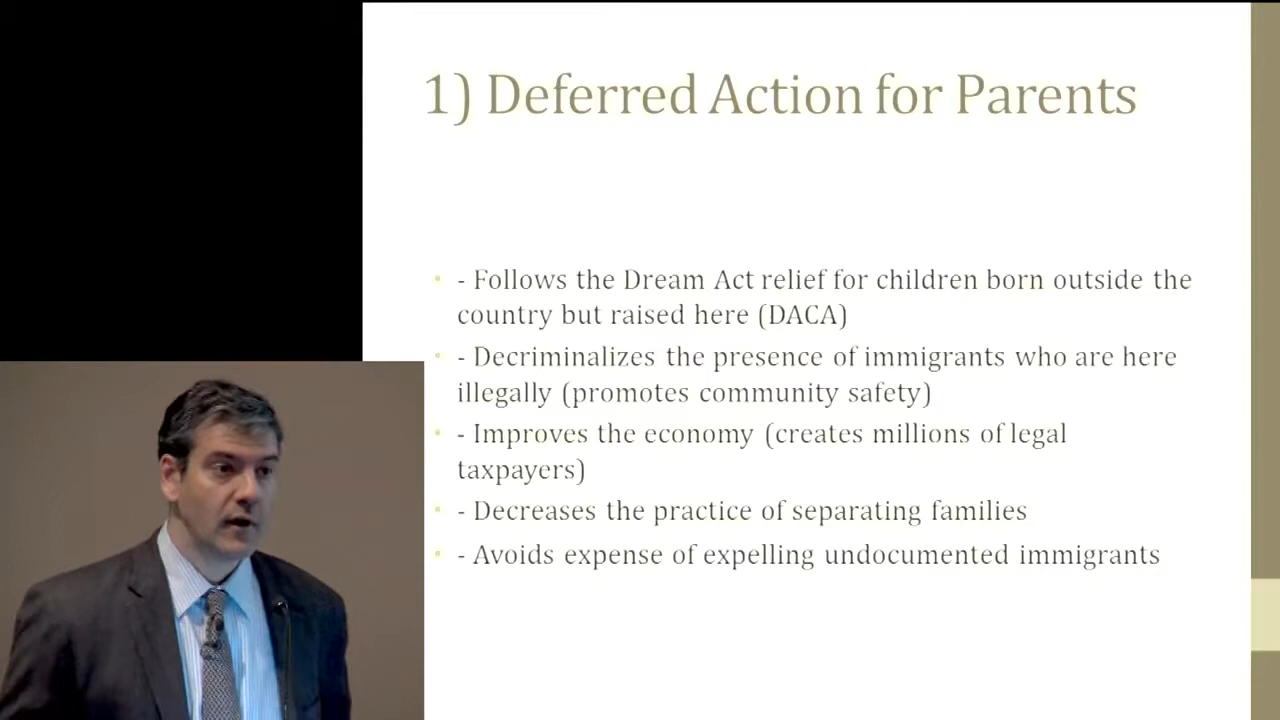 1) Deferred Action for Parents
- Follows the Dream Act relief for children born outside the
country but raised here (DACA)
- Decriminalizes the presence of immigrants who are here
illegally (promotes community safety)
- Improves the economy (creates millions of legal
taxpayers)
- Decreases the practice of separating families
- Avoids expense of expelling undocumented immigrants